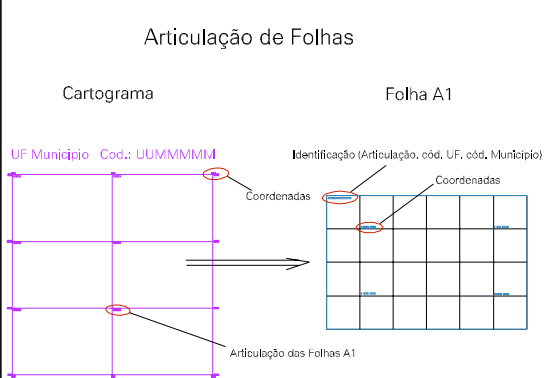 Articulação de Folhas
Cartograma
Folha A1
UF Municipio Cod.: UUMMMMM
Identificação (Articulação, cód. UF, cód. Município)
Coordenadas
Coordenadas
Articulação das Folhas A1